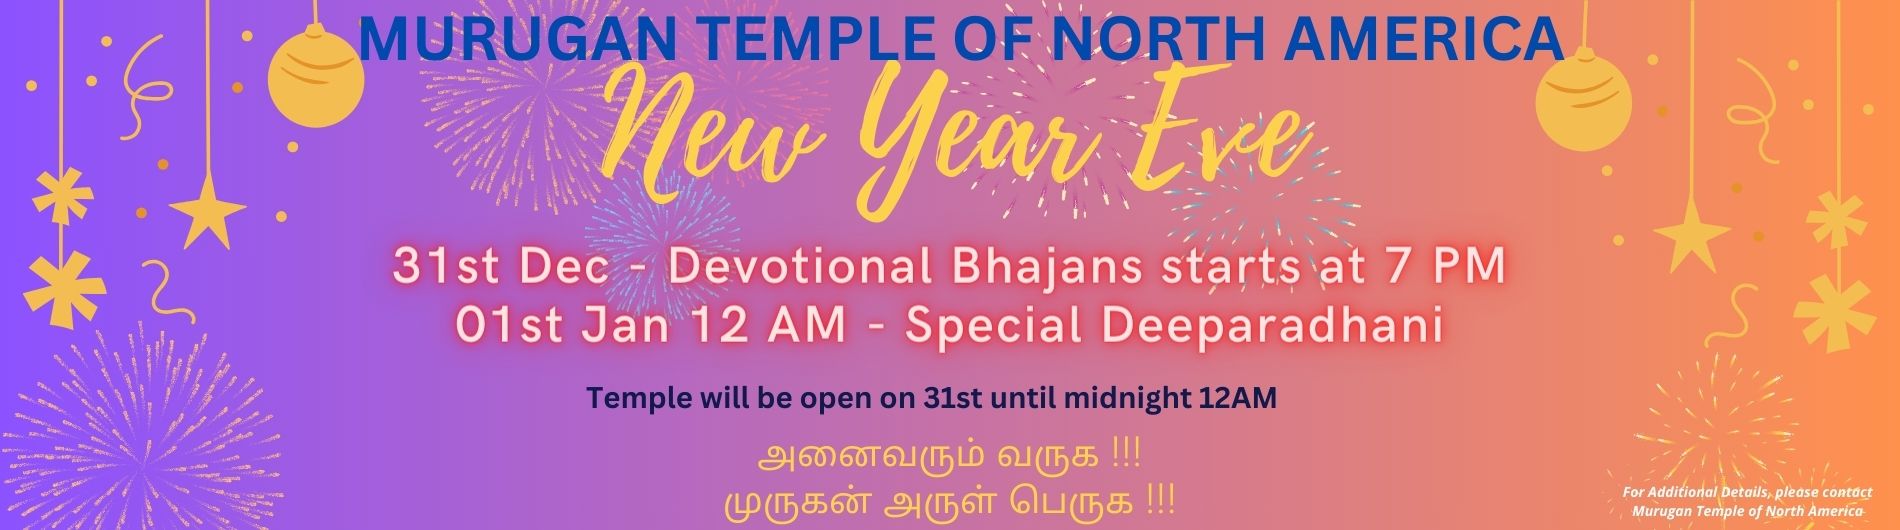 MURUGAN TEMPLE OF NORTH AMERICA
New Year Eve
31st Dec - Devotional Bhajans starts at 7 PM
01st Jan 12 AM - Special Deeparadhani
Temple will be open on 31st until midnight 12AM
அனைவரும் வருக !!!
முருகன் அருள் பெருக !!!
For Additional Details, please contact
Murugan Temple of North America